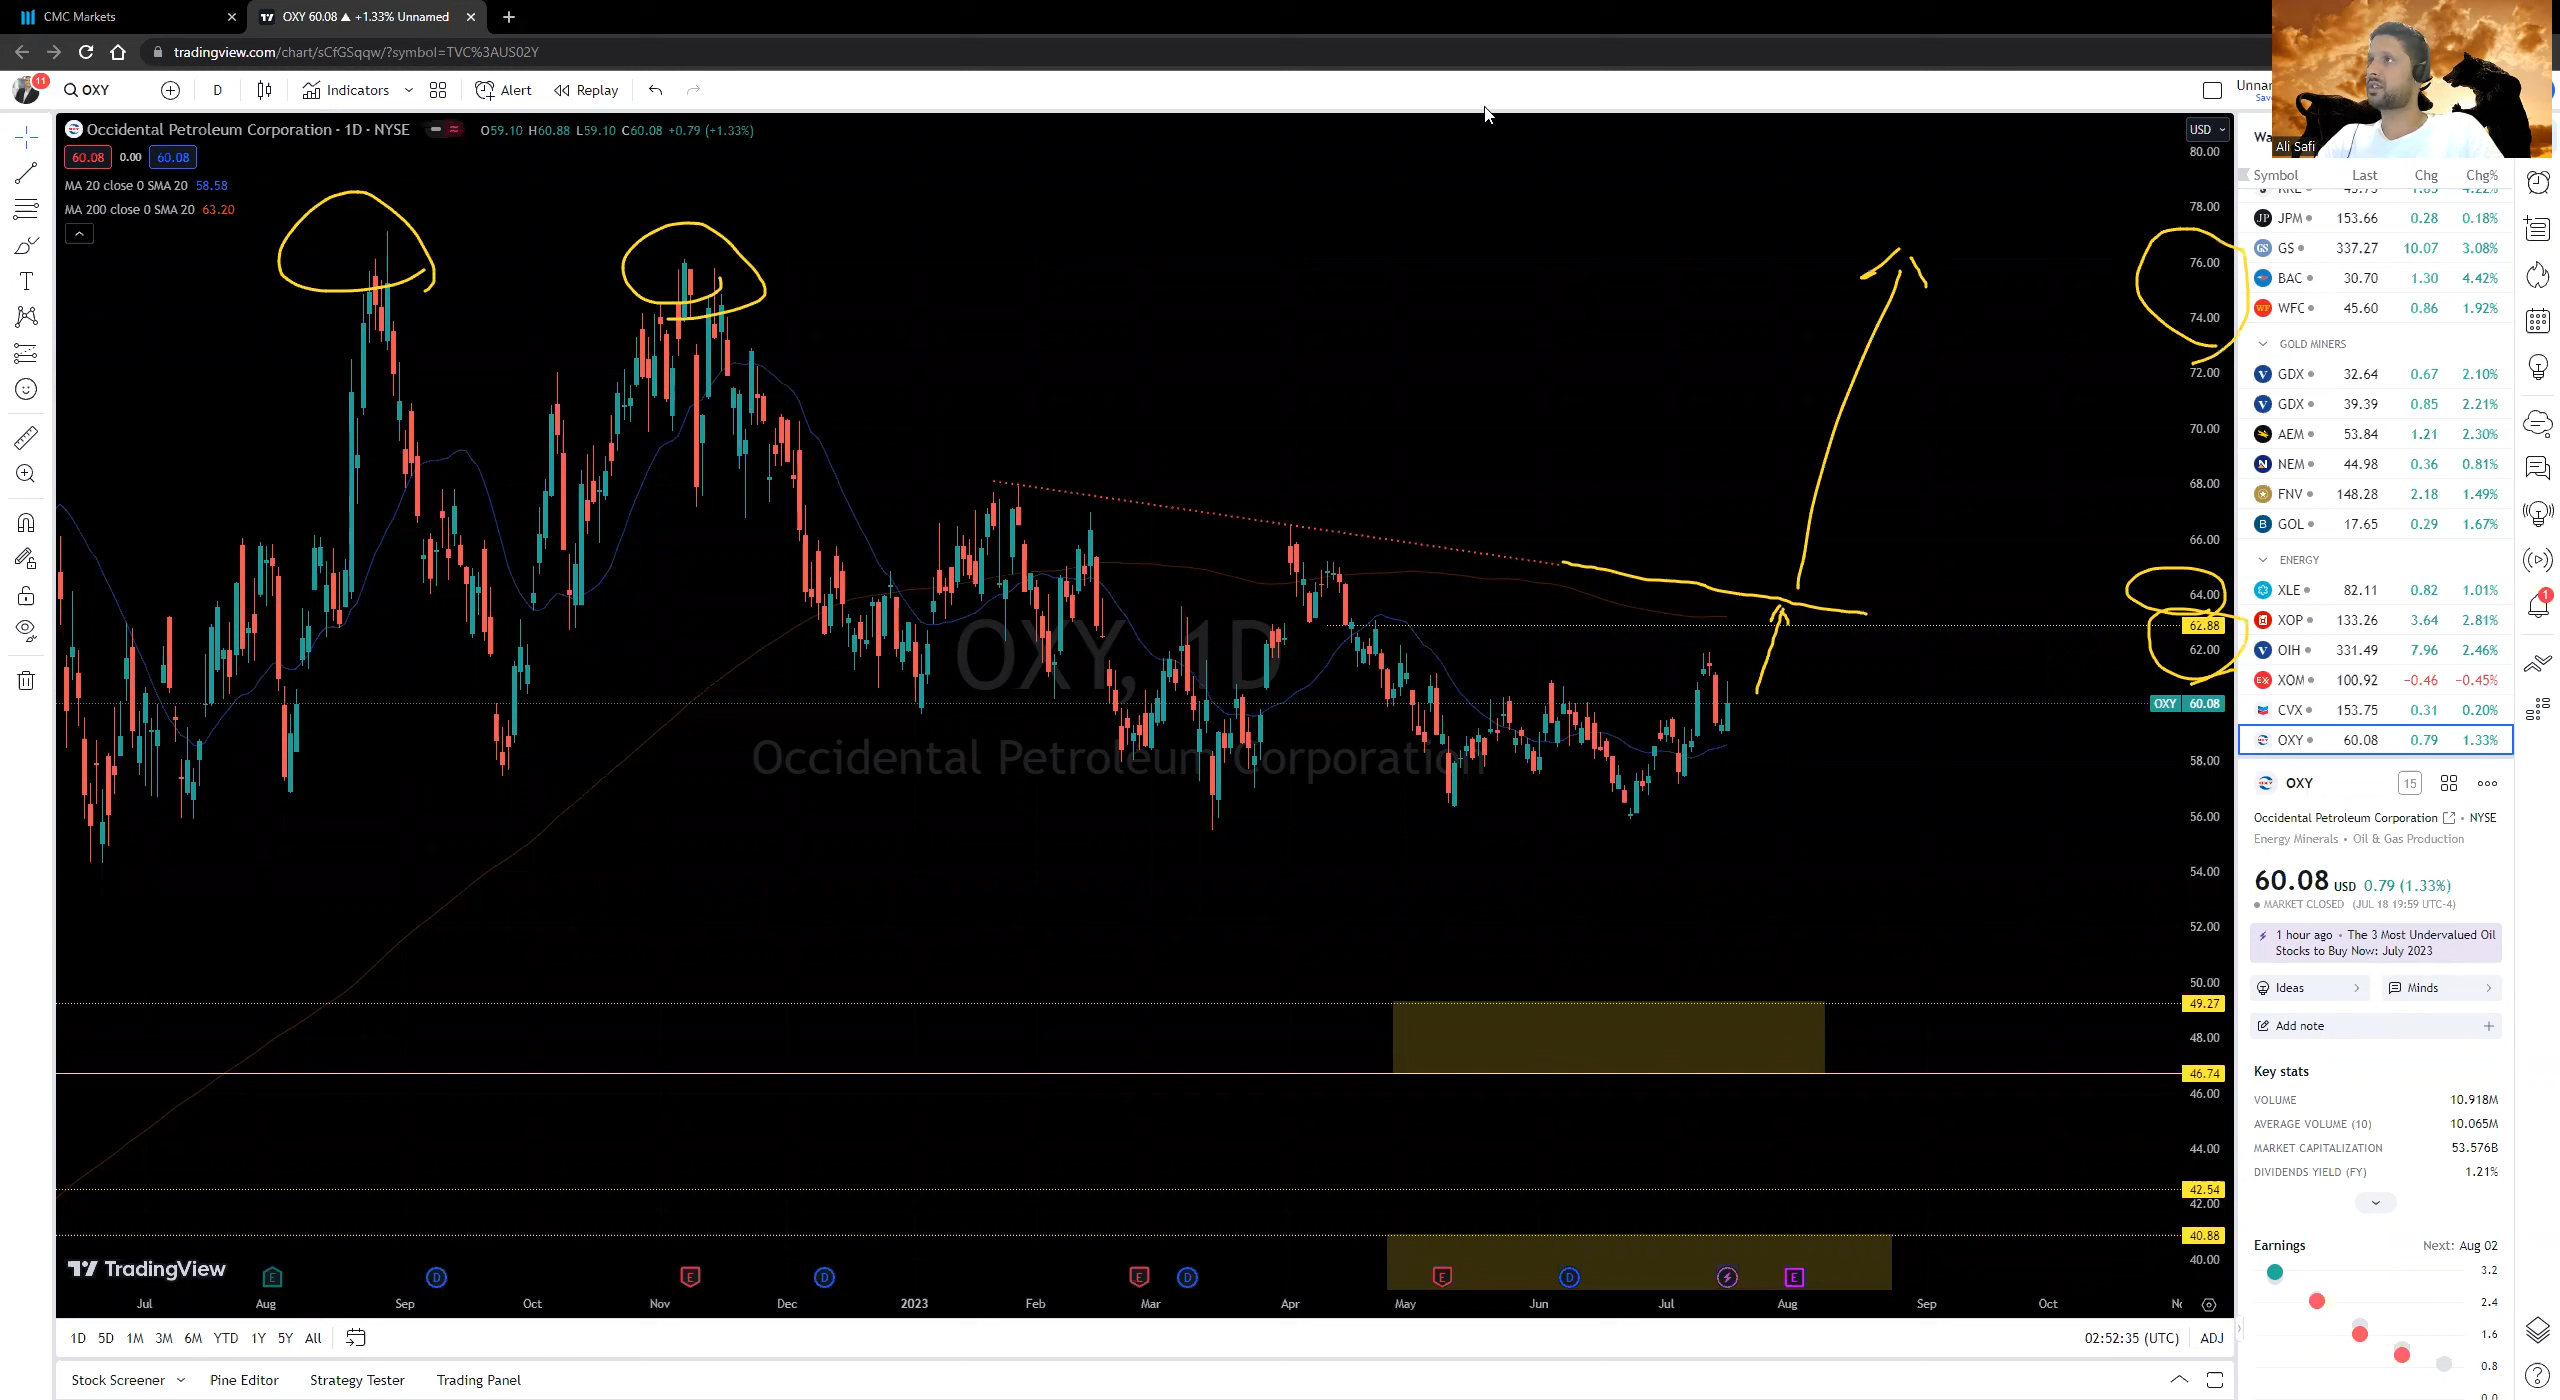 CMC Markets
OXY 60.08 ▲ +1.33% Unnamed
tradingview.com/chart/sCfGSqqw/?symbol=TVC%3AUS02Y
11
OXY
D
Indicators
Alert
Replay
Ali Safi
Occidental Petroleum Corporation · 1D · NYSE
O59.10 H60.88 L59.10 C60.08 +0.79 (+1.33%)
60.08 0.00 60.08
MA 20 close 0 SMA 20 58.58
MA 200 close 0 SMA 20 63.20
OXY, 1D
Occidental Petroleum Corporation
USD
80.00
78.00
76.00
74.00
72.00
70.00
68.00
66.00
64.00
62.88
62.00
OXY 60.08
58.00
56.00
54.00
52.00
50.00
49.27
48.00
46.74
46.00
44.00
42.54
42.00
40.88
40.00
TradingView
E D E D E D E D E
Jul Aug Sep Oct Nov Dec 2023 Feb Mar Apr May Jun Jul Aug Sep Oct
1D 5D 1M 3M 6M YTD 1Y 5Y All
02:52:35 (UTC) ADJ
Stock Screener Pine Editor Strategy Tester Trading Panel
Symbol Last Chg Chg%
JPM 153.66 0.28 0.18%
GS 337.27 10.07 3.08%
BAC 30.70 1.30 4.42%
WFC 45.60 0.86 1.92%
GOLD MINERS
GDX 32.64 0.67 2.10%
GDX 39.39 0.85 2.21%
AEM 53.84 1.21 2.30%
NEM 44.98 0.36 0.81%
FNV 148.28 2.18 1.49%
GOL 17.65 0.29 1.67%
ENERGY
XLE 82.11 0.82 1.01%
XOP 133.26 3.64 2.81%
OIH 331.49 7.96 2.46%
XOM 100.92 −0.46 −0.45%
CVX 153.75 0.31 0.20%
OXY 60.08 0.79 1.33%
OXY 15
Occidental Petroleum Corporation • NYSE
Energy Minerals • Oil & Gas Production
60.08 USD 0.79 (1.33%)
MARKET CLOSED (JUL 18 19:59 UTC-4)
1 hour ago • The 3 Most Undervalued Oil
Stocks to Buy Now: July 2023
Ideas Minds
Add note
Key stats
VOLUME 10.918M
AVERAGE VOLUME (10) 10.065M
MARKET CAPITALIZATION 53.576B
DIVIDENDS YIELD (FY) 1.21%
Earnings Next: Aug 02
3.2
2.4
1.6
0.8
1